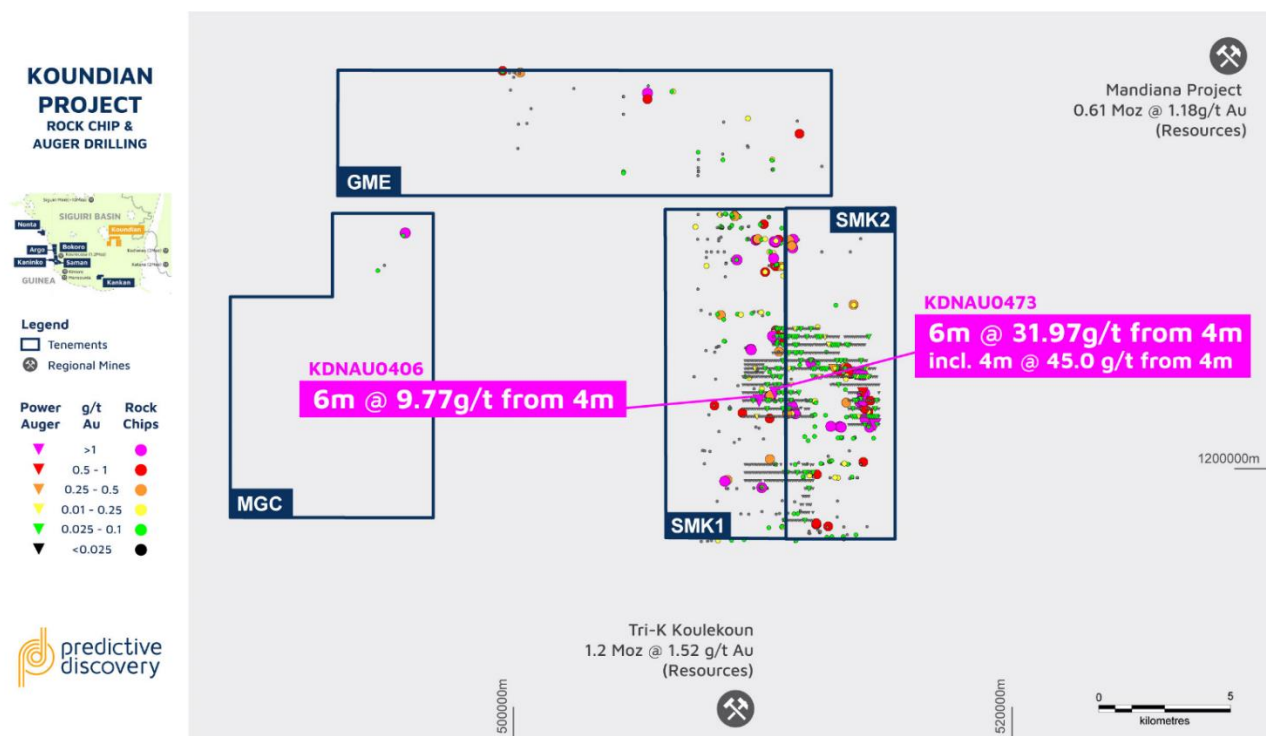 KOUNDIAN
PROJECT
ROCK CHIP &
AUGER DRILLING
SIGUIRI BASIN
Nonta
Koundian
Argo
Bokoro
Kaninko
Saman
GUINEA
Kankan
Legend
Tenements
Regional Mines
Power Auger g/t Au Rock Chips
>1
0.5 - 1
0.25 - 0.5
0.01 - 0.25
0.025 - 0.1
<0.025
predictive
discovery
GME
MGC
SMK1
SMK2
KDNAU0406
6m @ 9.77g/t from 4m
KDNAU0473
6m @ 31.97g/t from 4m
incl. 4m @ 45.0 g/t from 4m
Mandiana Project
0.61 Moz @ 1.18g/t Au
(Resources)
Tri-K Koulekoun
1.2 Moz @ 1.52 g/t Au
(Resources)
1200000m
500000m
520000m
0 5
kilometres